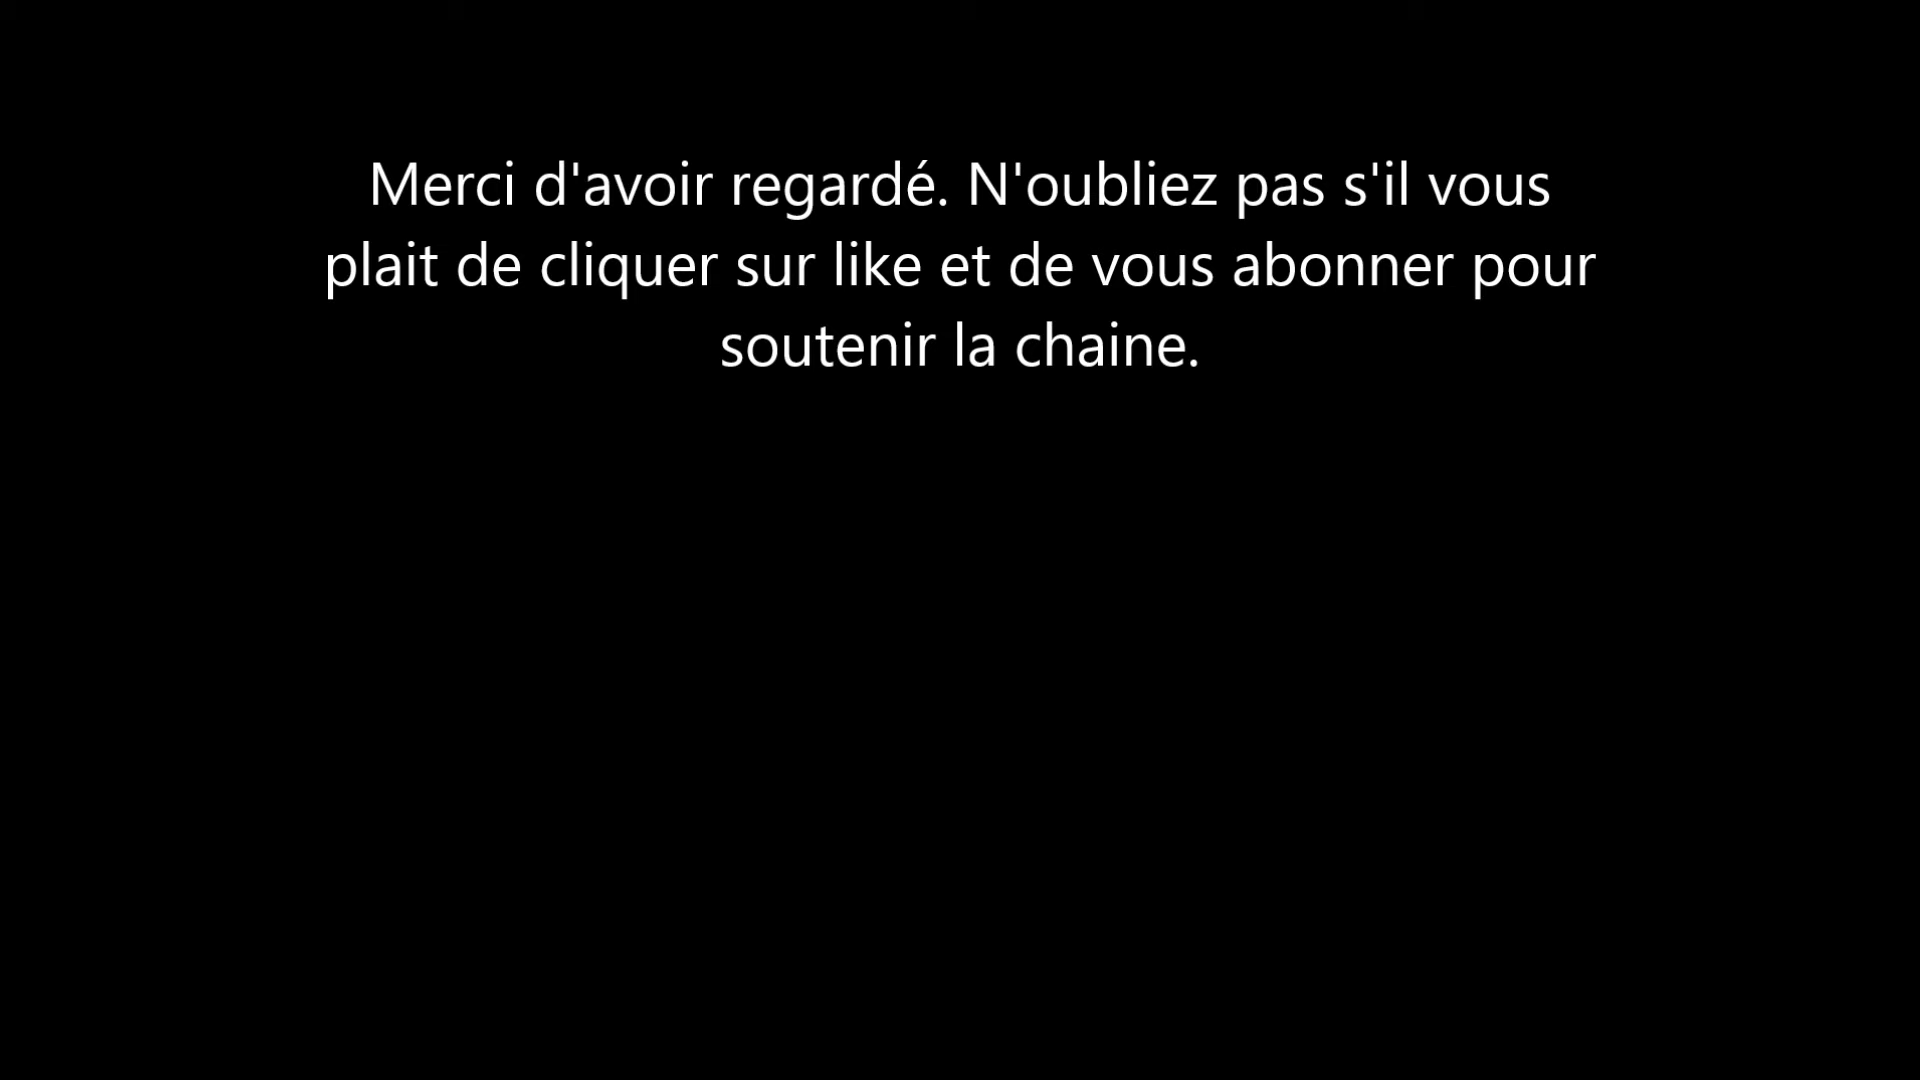 Merci d'avoir regardé. N'oubliez pas s'il vous
plait de cliquer sur like et de vous abonner pour
soutenir la chaine.